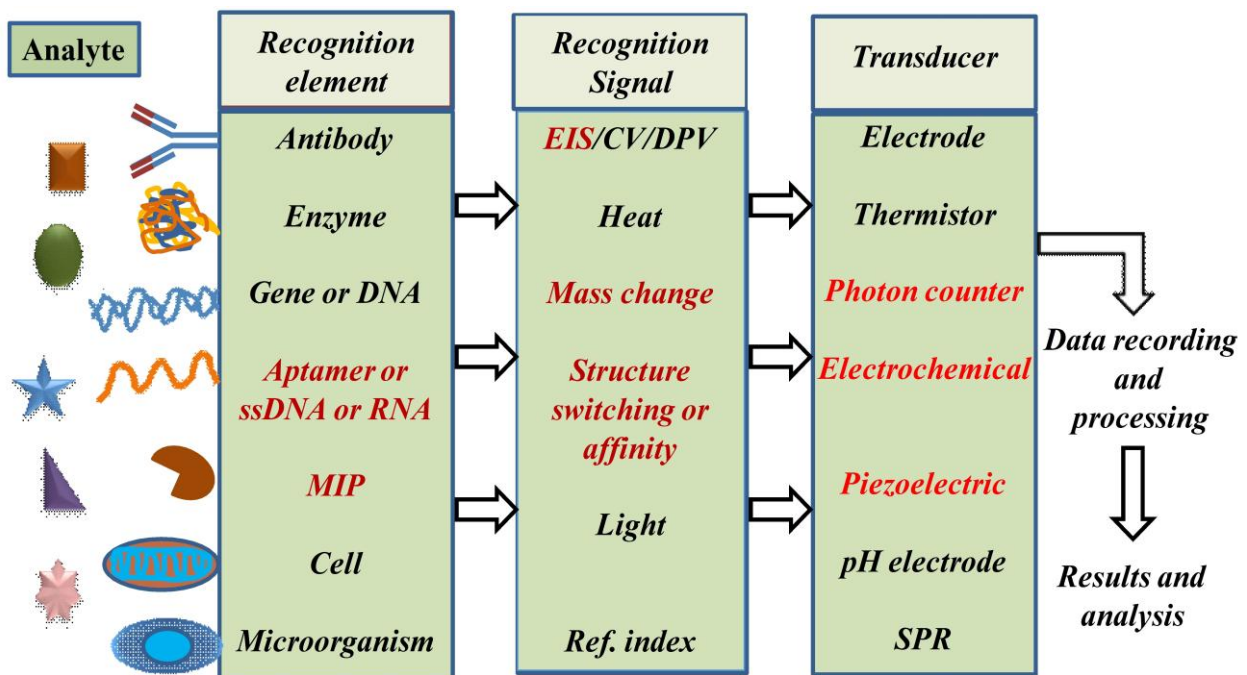 Analyte
Recognition
element
Antibody
Enzyme
Gene or DNA
Aptamer or
ssDNA or RNA
MIP
Cell
Microorganism
Recognition
Signal
EIS/CV/DPV
Heat
Mass change
Structure
switching or
affinity
Light
Ref. index
Transducer
Electrode
Thermistor
Photon counter
Electrochemical
Piezoelectric
pH electrode
SPR
Data recording
and
processing
Results and
analysis